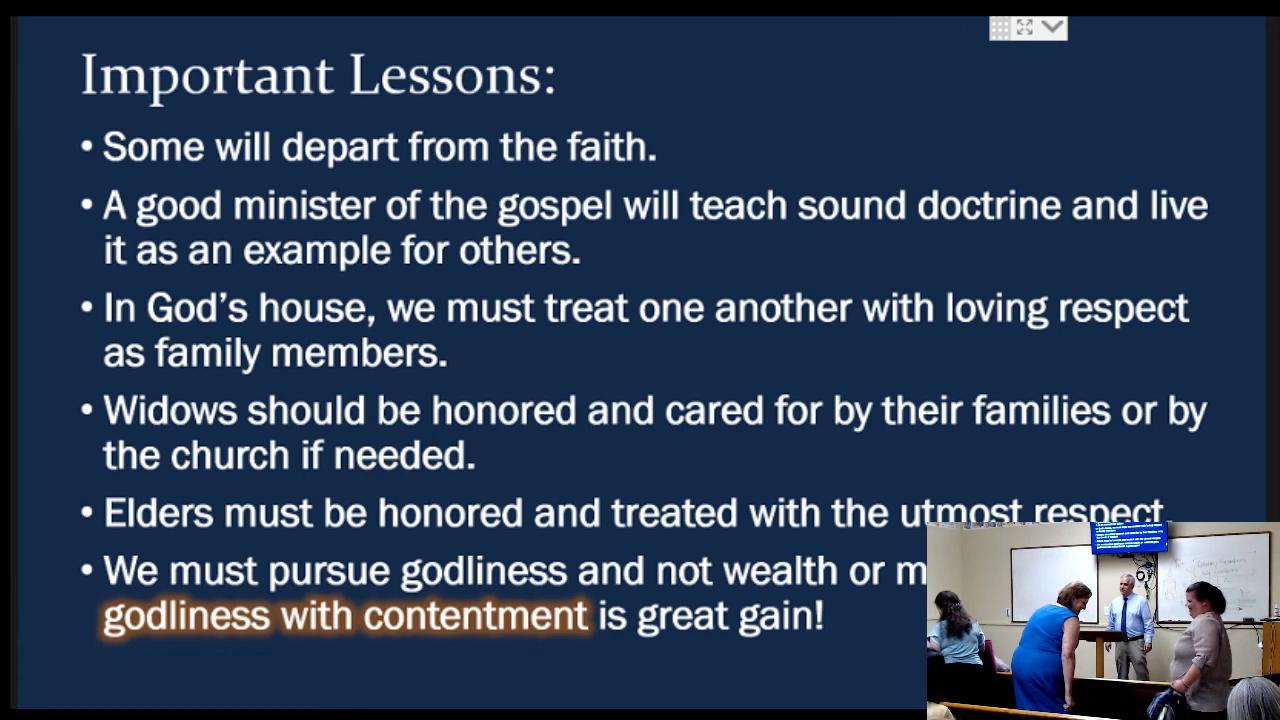 Important Lessons:
• Some will depart from the faith.
• A good minister of the gospel will teach sound doctrine and live
it as an example for others.
• In God's house, we must treat one another with loving respect
as family members.
• Widows should be honored and cared for by their families or by
the church if needed.
• Elders must be honored and treated with the utmost respect.
• We must pursue godliness and not wealth or m
godliness with contentment is great gain!